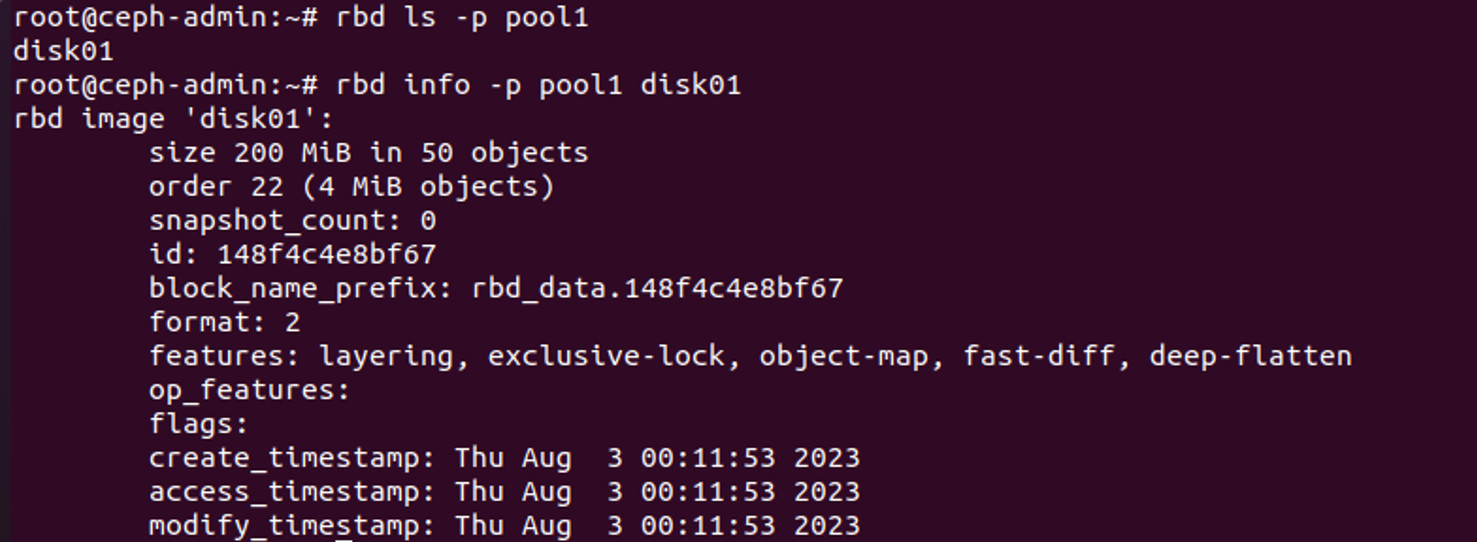 root@ceph-admin:~# rbd ls -p pool1
disk01
root@ceph-admin:~# rbd info -p pool1 disk01
rbd image 'disk01':
        size 200 MiB in 50 objects
        order 22 (4 MiB objects)
        snapshot_count: 0
        id: 148f4c4e8bf67
        block_name_prefix: rbd_data.148f4c4e8bf67
        format: 2
        features: layering, exclusive-lock, object-map, fast-diff, deep-flatten
        op_features:
        flags:
        create_timestamp: Thu Aug  3 00:11:53 2023
        access_timestamp: Thu Aug  3 00:11:53 2023
        modify_timestamp: Thu Aug  3 00:11:53 2023